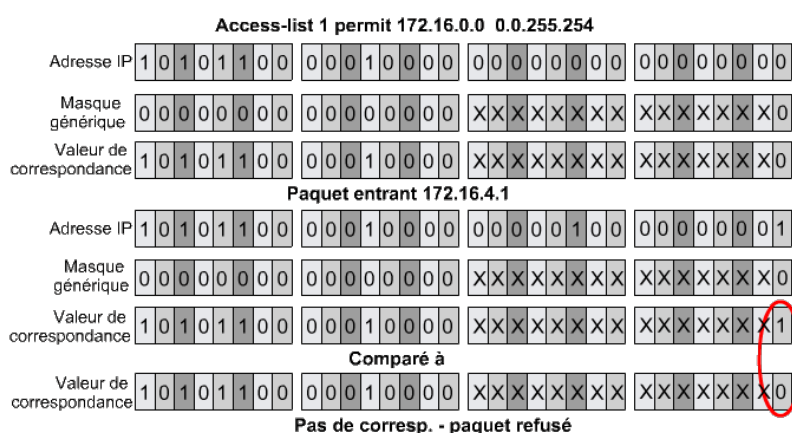 Access-list 1 permit 172.16.0.0 0.0.255.254
Adresse IP 1 0 1 0 1 1 0 0 0 0 0 1 0 0 0 0 0 0 0 0 0 0 0 0 0 0 0 0 0 0 0 0
Masque
générique 0 0 0 0 0 0 0 0 0 0 0 0 0 0 0 0 X X X X X X X X X X X X X X X 0
Valeur de
correspondance 1 0 1 0 1 1 0 0 0 0 0 1 0 0 0 0 X X X X X X X X X X X X X X X 0
Paquet entrant 172.16.4.1
Adresse IP 1 0 1 0 1 1 0 0 0 0 0 1 0 0 0 0 0 0 0 0 0 1 0 0 0 0 0 0 0 0 0 1
Masque
générique 0 0 0 0 0 0 0 0 0 0 0 0 0 0 0 0 X X X X X X X X X X X X X X X 0
Valeur de
correspondance 1 0 1 0 1 1 0 0 0 0 0 1 0 0 0 0 X X X X X X X X X X X X X X X 1
Comparé à
Valeur de
correspondance 1 0 1 0 1 1 0 0 0 0 0 1 0 0 0 0 X X X X X X X X X X X X X X X 0
Pas de corresp. - paquet refusé